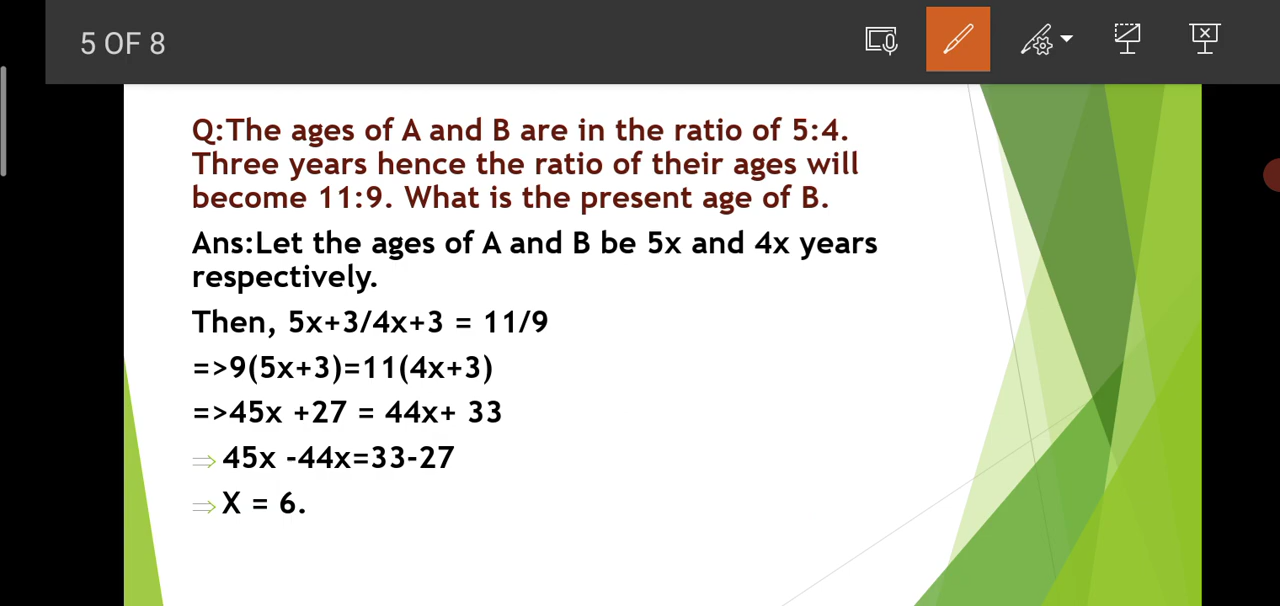 5 OF 8
Q:The ages of A and B are in the ratio of 5:4.
Three years hence the ratio of their ages will
become 11:9. What is the present age of B.
Ans:Let the ages of A and B be 5x and 4x years
respectively.
Then, 5x+3/4x+3 = 11/9
=>9(5x+3)=11(4x+3)
=>45x +27 = 44x+ 33
⇒ 45x -44x=33-27
⇒ X = 6.